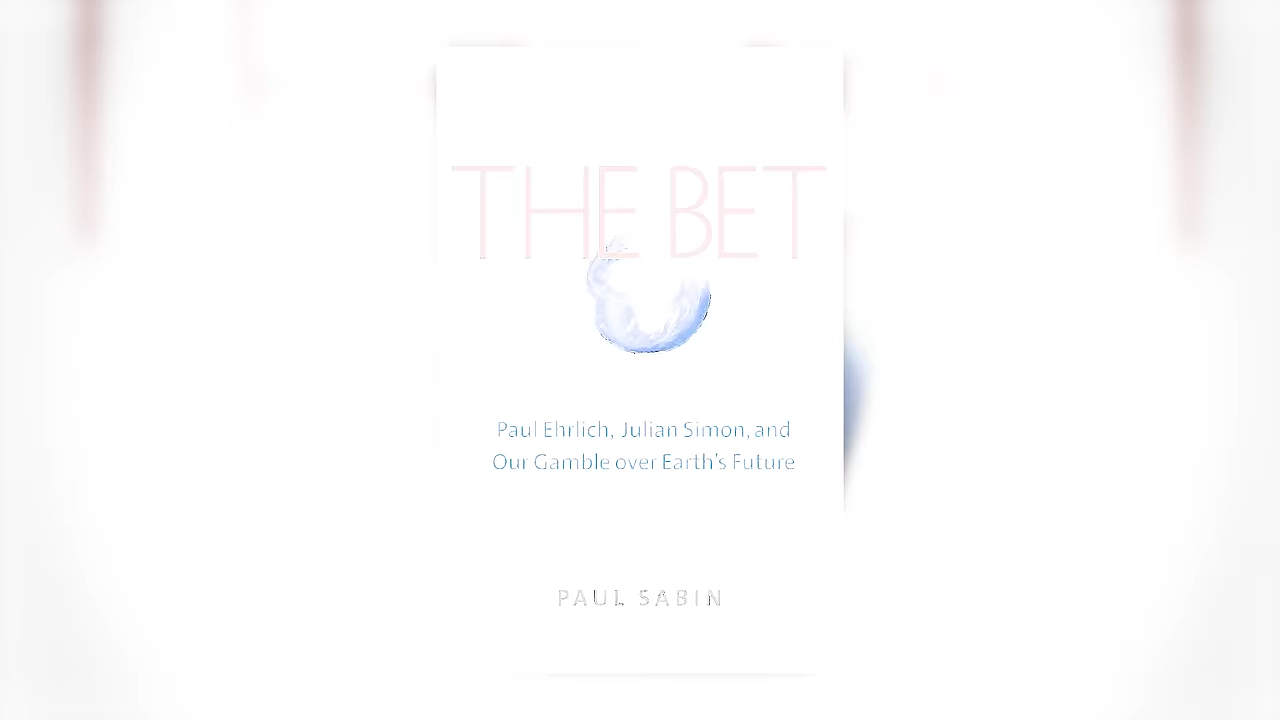 THE BET
Paul Ehrlich, Julian Simon, and
Our Gamble over Earth's Future
PAUL SABIN